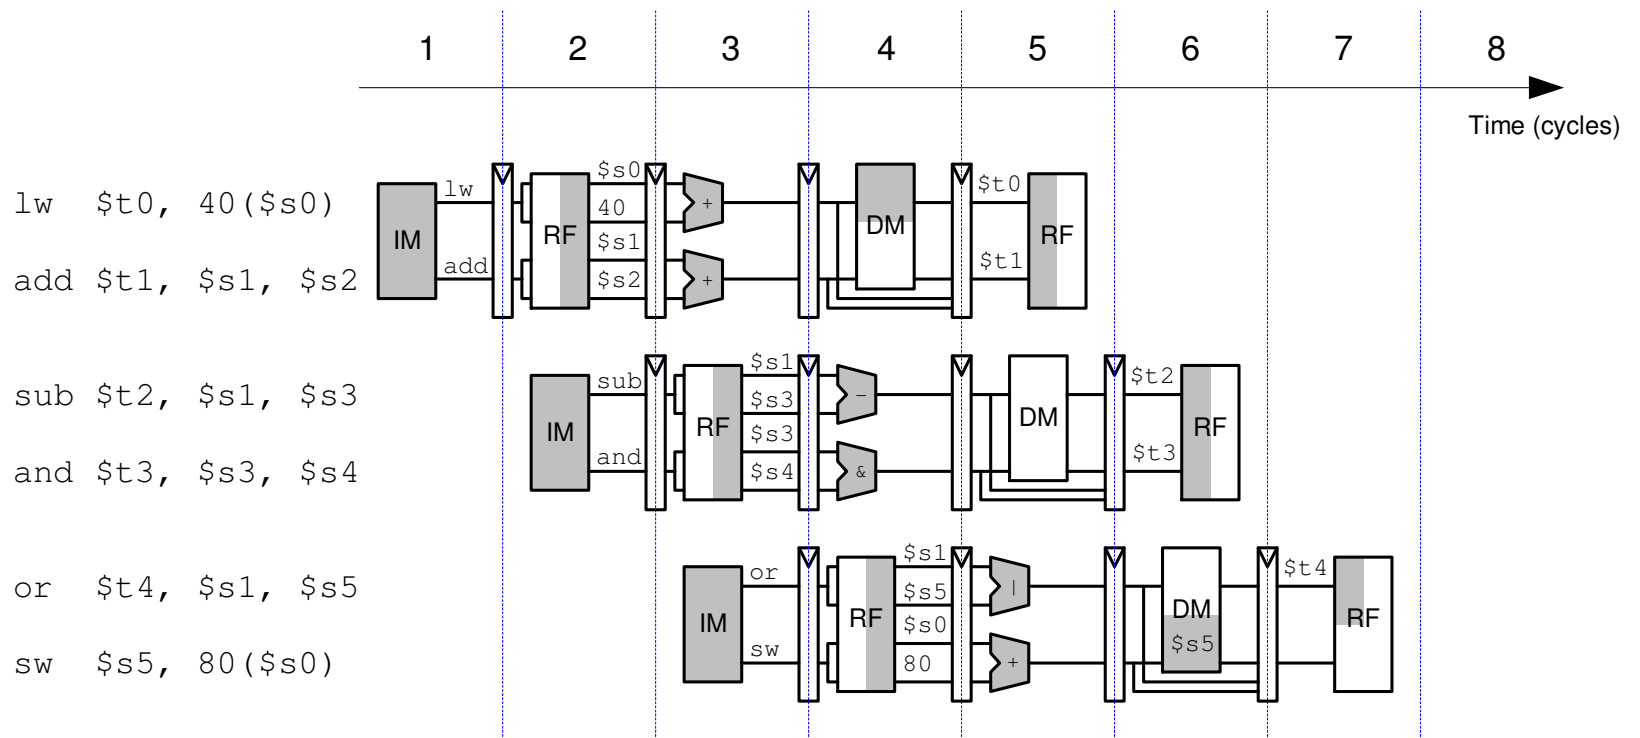 1 2 3 4 5 6 7 8
Time (cycles)
lw $t0, 40($s0)
add $t1, $s1, $s2
IM
lw
add
RF
$s0
40
$s1
$s2
+
+
DM
$t0
$t1
RF
sub $t2, $s1, $s3
and $t3, $s3, $s4
IM
sub
and
RF
$s1
$s3
$s3
$s4
-
&
DM
$t2
$t3
RF
or $t4, $s1, $s5
sw $s5, 80($s0)
IM
or
sw
RF
$s1
$s5
$s0
80
|
+
DM
$s5
$t4
RF